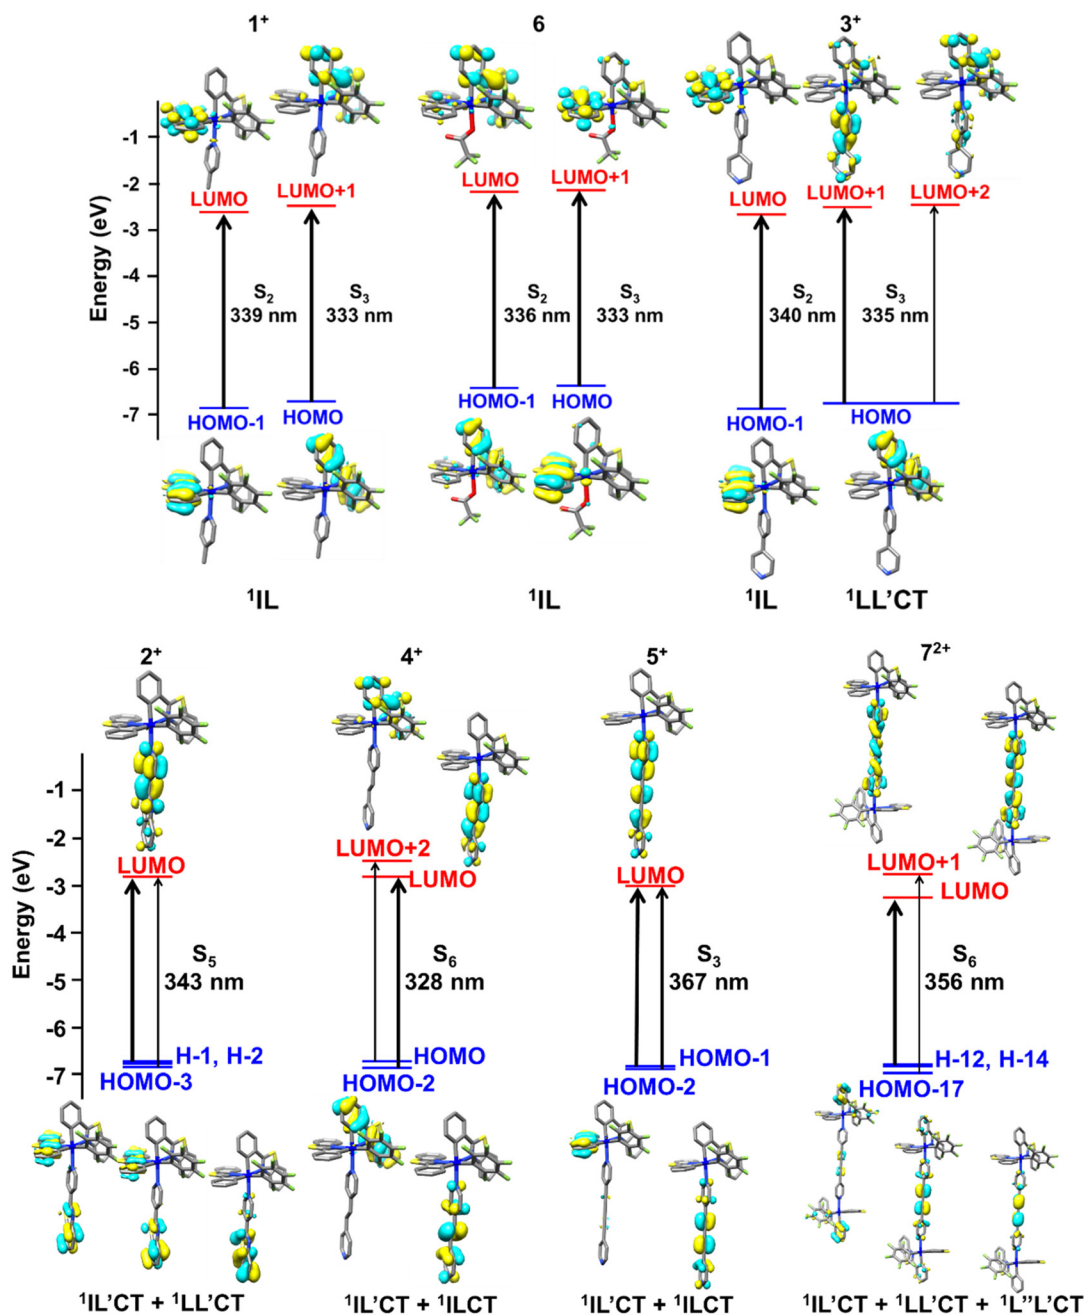 1⁺ 6 3⁺
Energy (eV)
-1
-2
-3
-4
-5
-6
-7
LUMO LUMO+1 LUMO LUMO+1 LUMO LUMO+1 LUMO+2
S₂ S₃ S₂ S₃ S₂ S₃
339 nm 333 nm 336 nm 333 nm 340 nm 335 nm
HOMO-1 HOMO HOMO-1 HOMO HOMO-1 HOMO
¹IL ¹IL ¹IL ¹LL'CT
2⁺ 4⁺ 5⁺ 7²⁺
Energy (eV)
-1
-2
-3
-4
-5
-6
-7
LUMO LUMO+2 LUMO LUMO LUMO+1 LUMO
S₅ S₆ S₃ S₆
343 nm 328 nm 367 nm 356 nm
H-1, H-2 HOMO HOMO-1 H-12, H-14
HOMO-3 HOMO-2 HOMO-2 HOMO-17
¹IL'CT + ¹LL'CT ¹IL'CT + ¹ILCT ¹IL'CT + ¹ILCT ¹IL'CT + ¹LL'CT + ¹L''L'CT